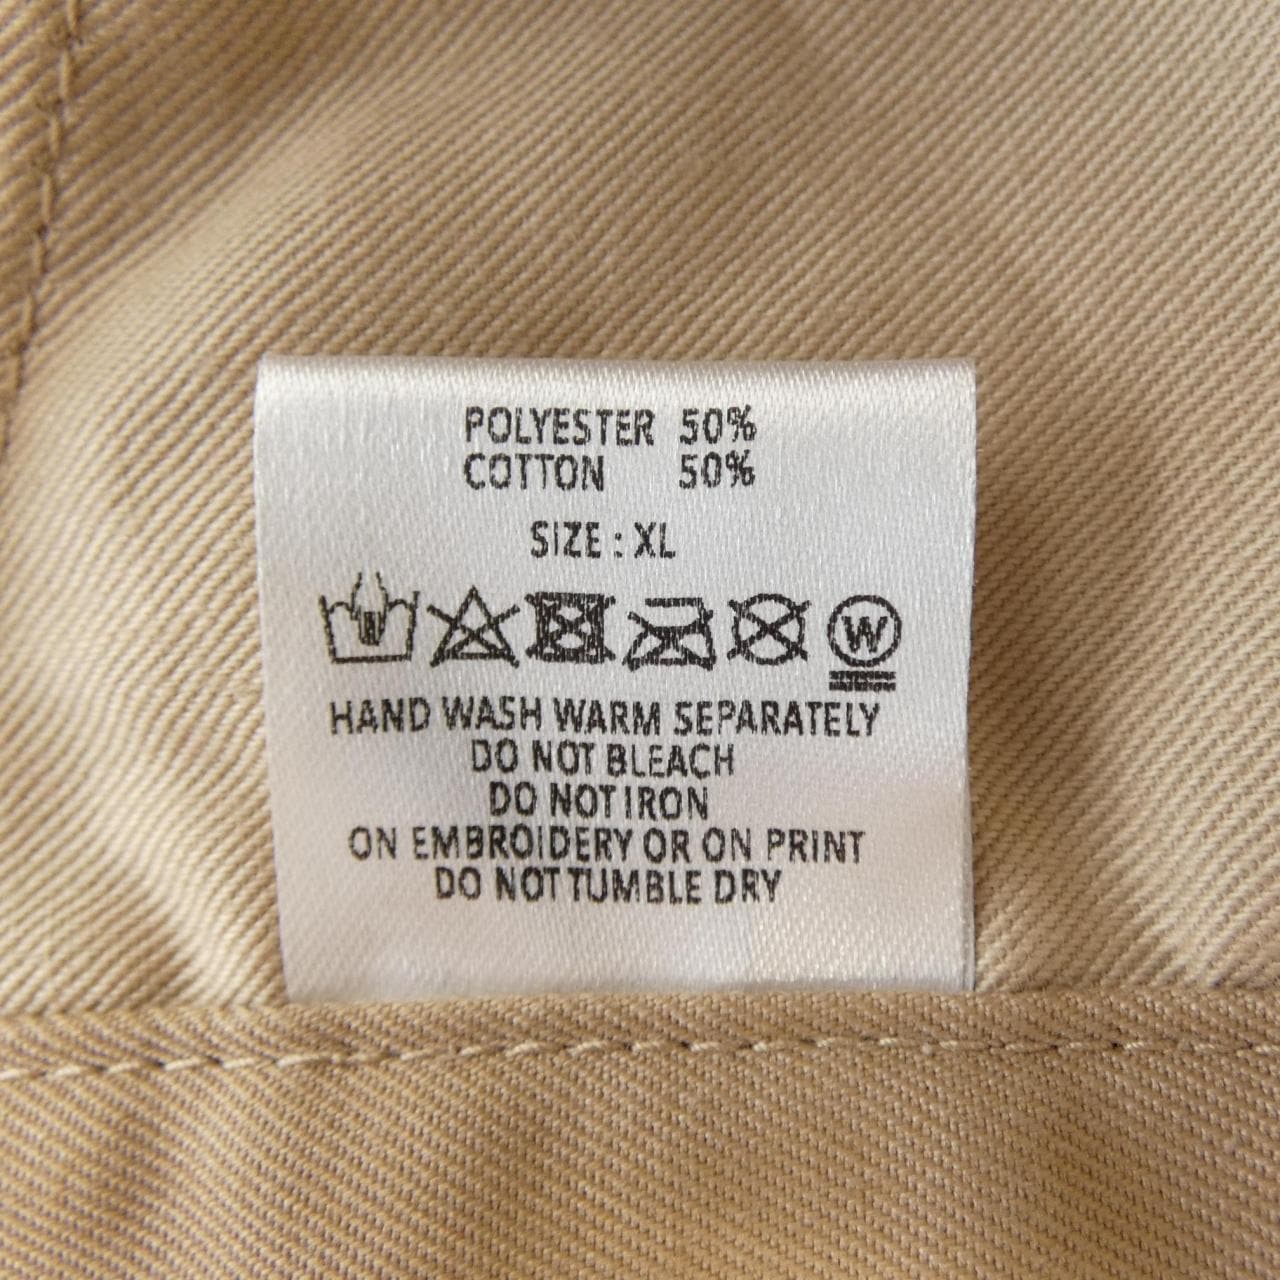 POLYESTER 50%
COTTON 50%
SIZE : XL
W
HAND WASH WARM SEPARATELY
DO NOT BLEACH
DO NOT IRON
ON EMBROIDERY OR ON PRINT
DO NOT TUMBLE DRY